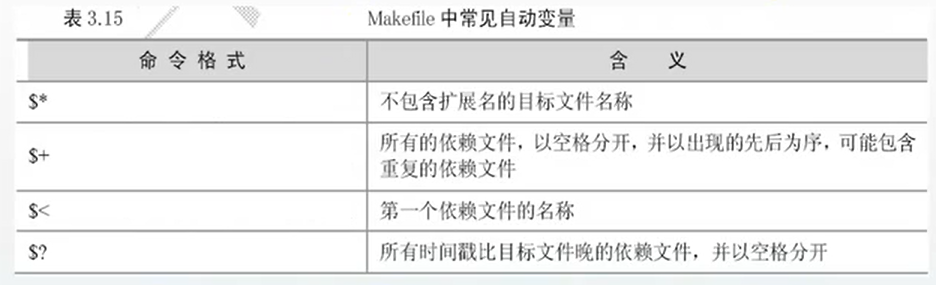 表 3.15 Makefile 中常见自动变量
命 令 格 式 含 义
$* 不包含扩展名的目标文件名称
$+ 所有的依赖文件，以空格分开，并以出现的先后为序，可能包含
重复的依赖文件
$< 第一个依赖文件的名称
$? 所有时间戳比目标文件晚的依赖文件，并以空格分开